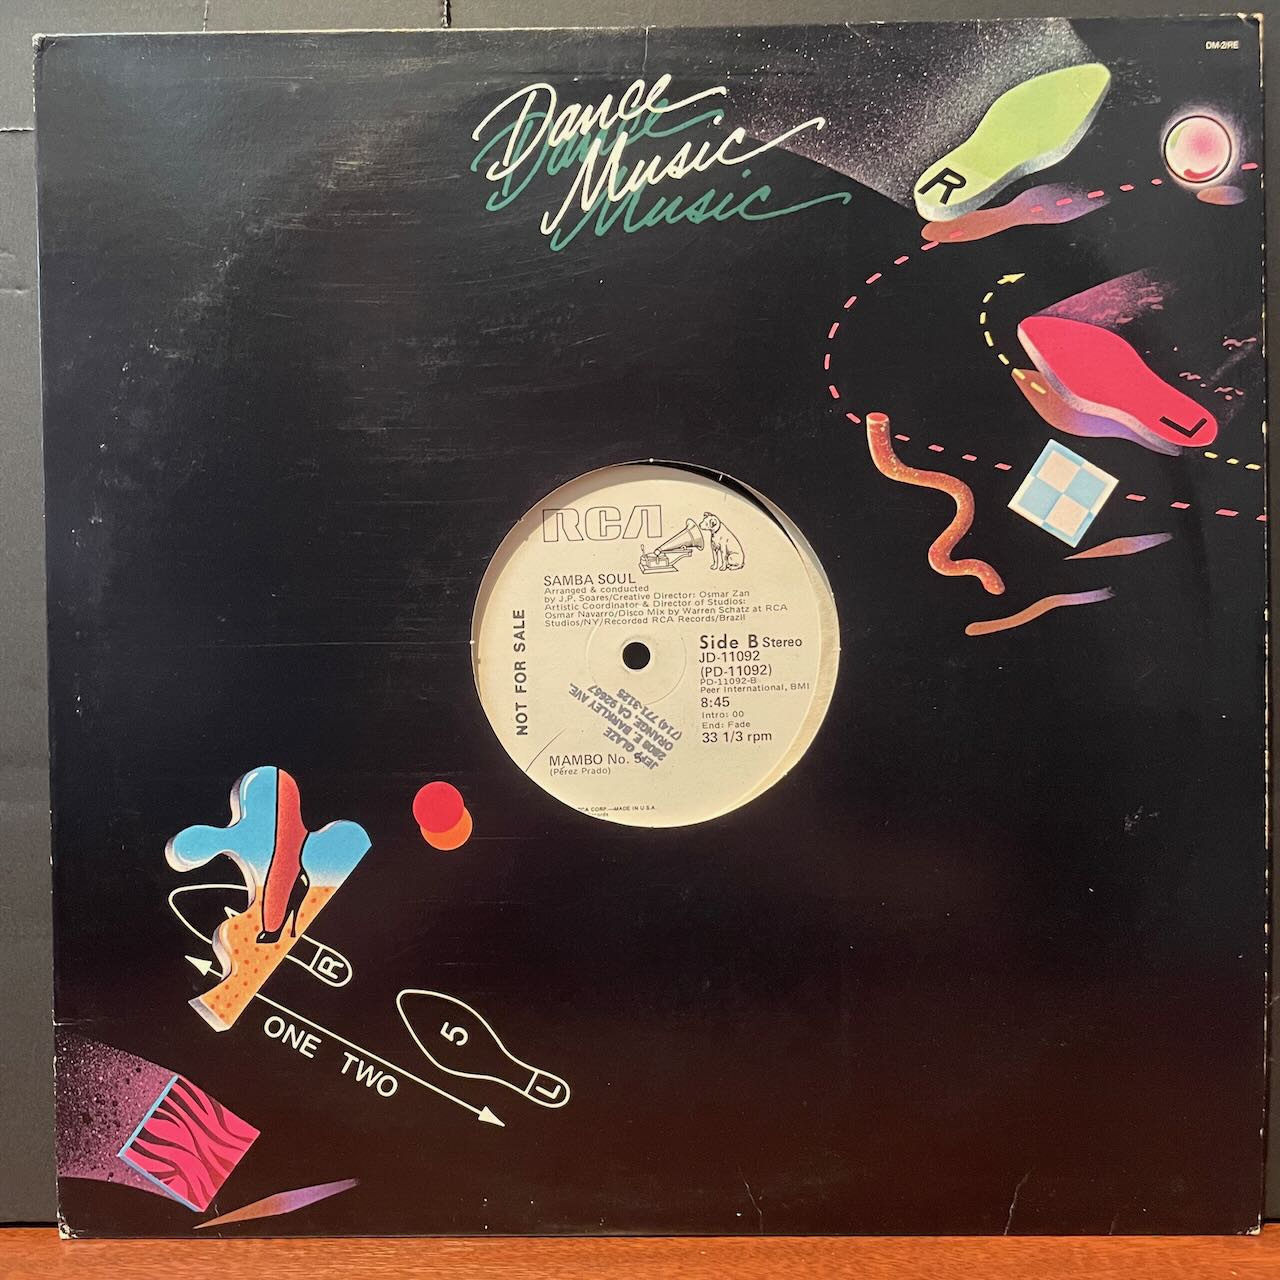 DM-2/RE
Dance
Dance
Music
Music
R
L
RCA
SAMBA SOUL
Arranged & conducted
by J.P. Soares/Creative Director: Osmar Zan
Artistic Coordinator & Director of Studios:
Osmar Navarro/Disco Mix by Warren Schatz at RCA
Studios/NY/Recorded RCA Records/Brazil
NOT FOR SALE
Side B Stereo
JD-11092
(PD-11092)
PD-11092-B
Peer International, BMI
8:45
Intro: 00
End: Fade
33 1/3 rpm
JEFF GLAZE
E. BARKLEY AVE.
ORANGE, CA 92667
(714) 771-3125
MAMBO No. 5
(Pérez Prado)
CORP.—MADE IN U.S.A.
R
ONE TWO
5
L